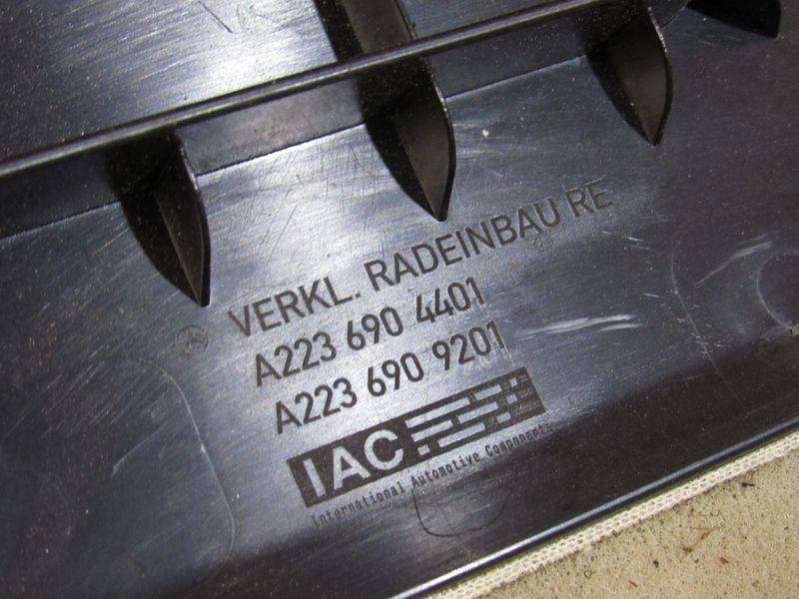 VERKL. RADEINBAU RE
A223 690 4401
A223 690 9201
IAC
International Automotive Components